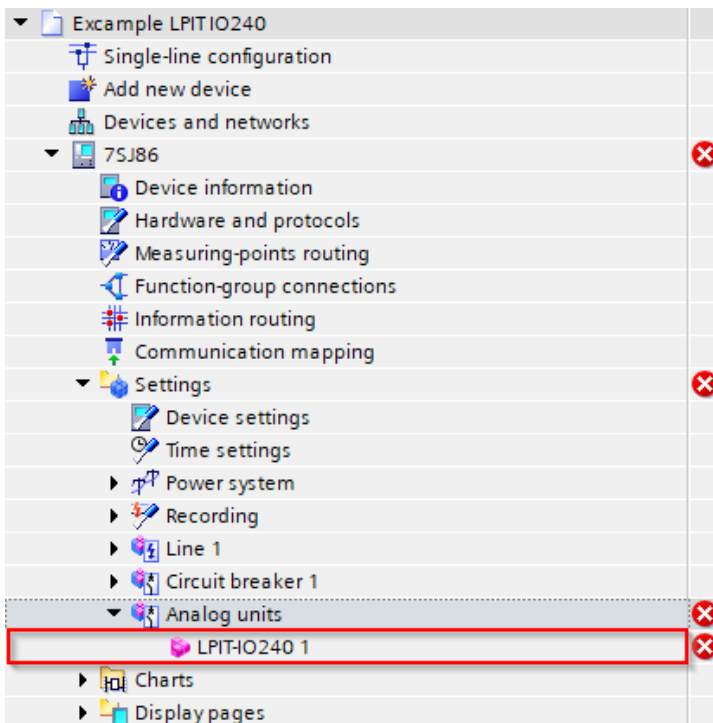 Excample LPIT IO240
Single-line configuration
Add new device
Devices and networks
7SJ86
Device information
Hardware and protocols
Measuring-points routing
Function-group connections
Information routing
Communication mapping
Settings
Device settings
Time settings
Power system
Recording
Line 1
Circuit breaker 1
Analog units
LPIT-IO240 1
Charts
Display pages